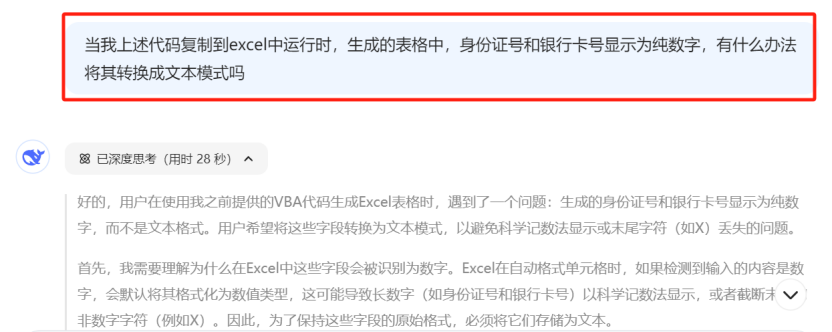 当我上述代码复制到excel中运行时，生成的表格中，身份证号和银行卡号显示为纯数字，有什么办法
将其转换成文本模式吗
已深度思考（用时 28 秒）
好的，用户在使用我之前提供的VBA代码生成Excel表格时，遇到了一个问题：生成的身份证号和银行卡号显示为纯数
字，而不是文本格式。用户希望将这些字段转换为文本模式，以避免科学记数法显示或末尾字符（如X）丢失的问题。
首先，我需要理解为什么在Excel中这些字段会被识别为数字。Excel在自动格式单元格时，如果检测到输入的内容是数
字，会默认将其格式化为数值类型，这可能导致长数字（如身份证号和银行卡号）以科学记数法显示，或者截断末
非数字字符（例如X）。因此，为了保持这些字段的原始格式，必须将它们存储为文本。